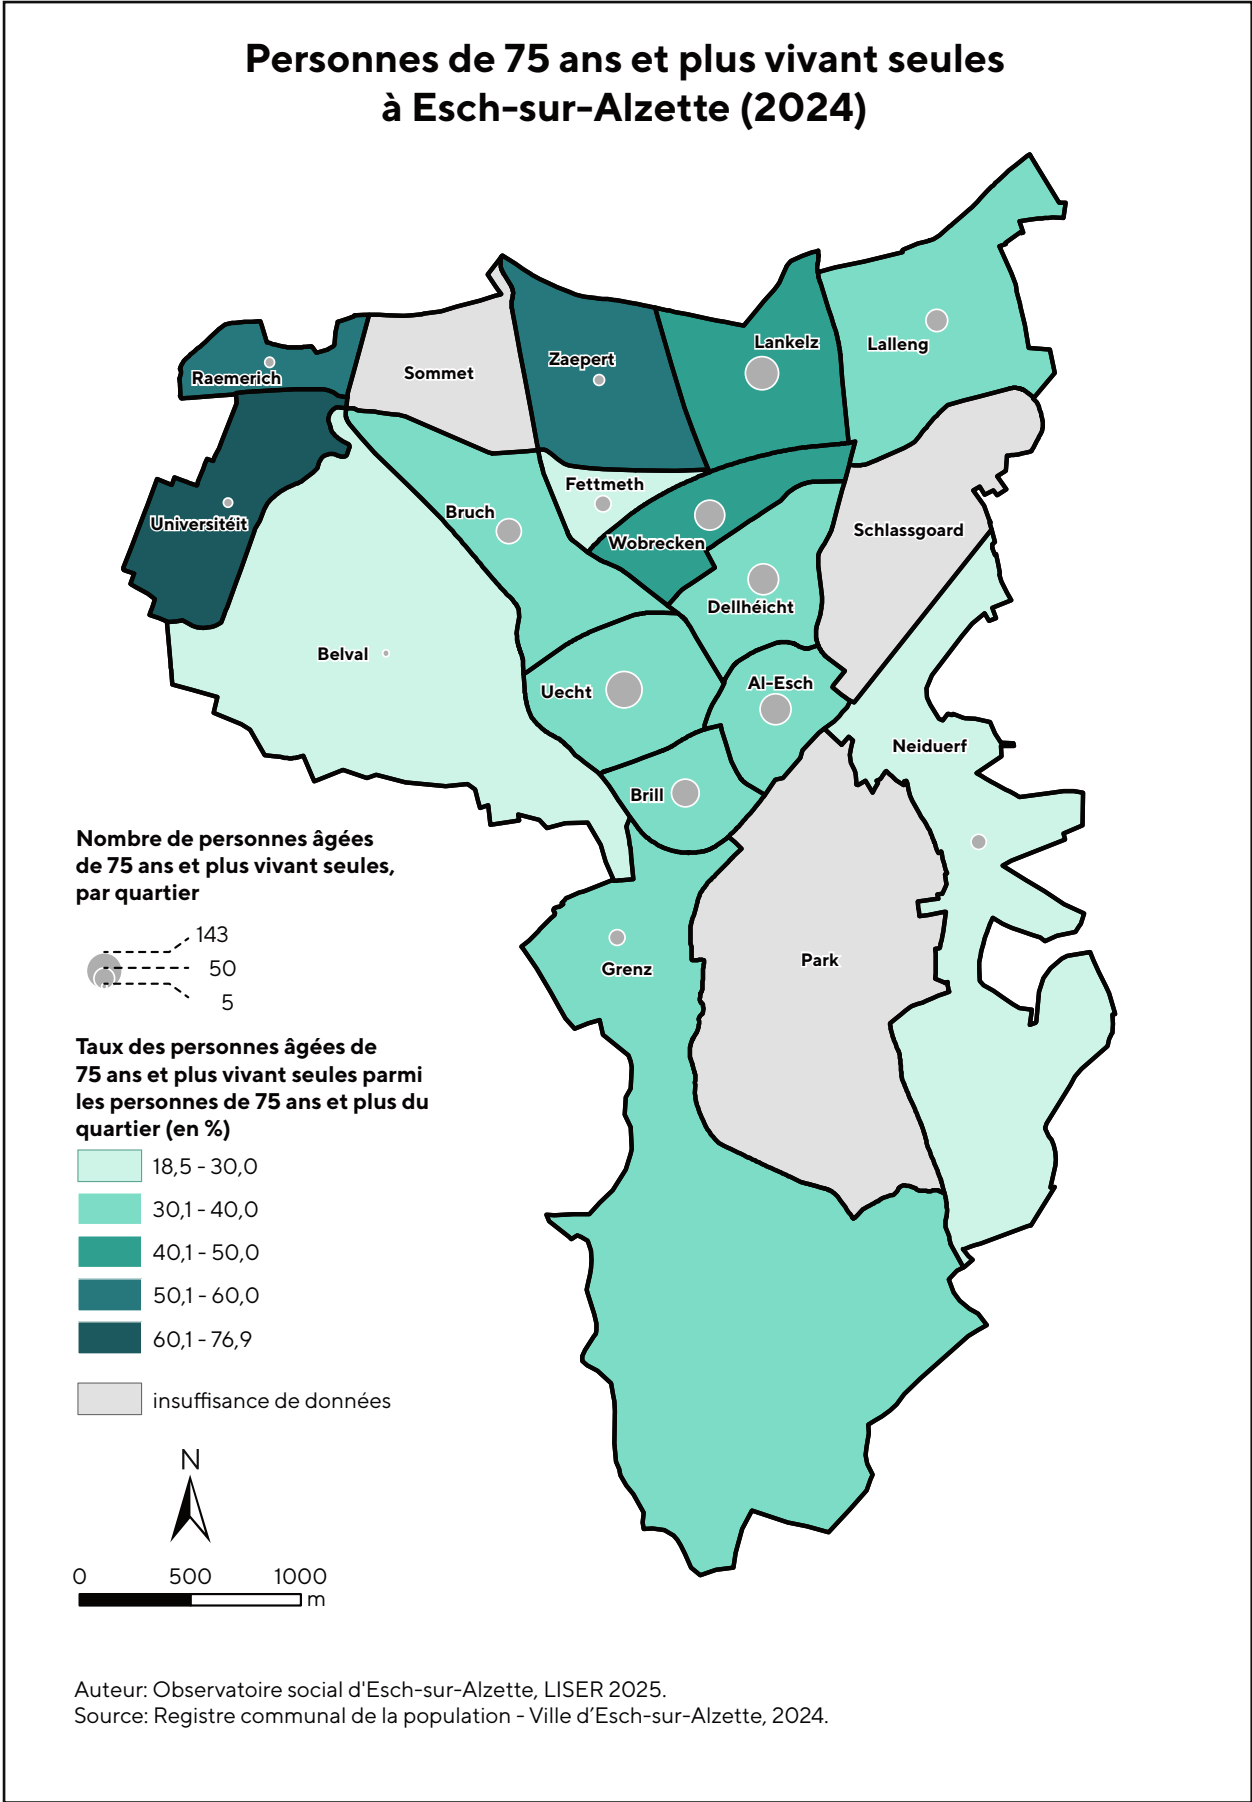 Personnes de 75 ans et plus vivant seules
à Esch-sur-Alzette (2024)
Lankelz
Lalleng
Zaepert
Sommet
Raemerich
Fettmeth
Bruch
Universitéit
Schlassgoard
Wobrecken
Dellhéicht
Belval
Al-Esch
Uecht
Neiduerf
Brill
Park
Grenz
Nombre de personnes âgées
de 75 ans et plus vivant seules,
par quartier
143
50
5
Taux des personnes âgées de
75 ans et plus vivant seules parmi
les personnes de 75 ans et plus du
quartier (en %)
18,5 - 30,0
30,1 - 40,0
40,1 - 50,0
50,1 - 60,0
60,1 - 76,9
insuffisance de données
N
0 500 1000
m
Auteur: Observatoire social d'Esch-sur-Alzette, LISER 2025.
Source: Registre communal de la population - Ville d’Esch-sur-Alzette, 2024.